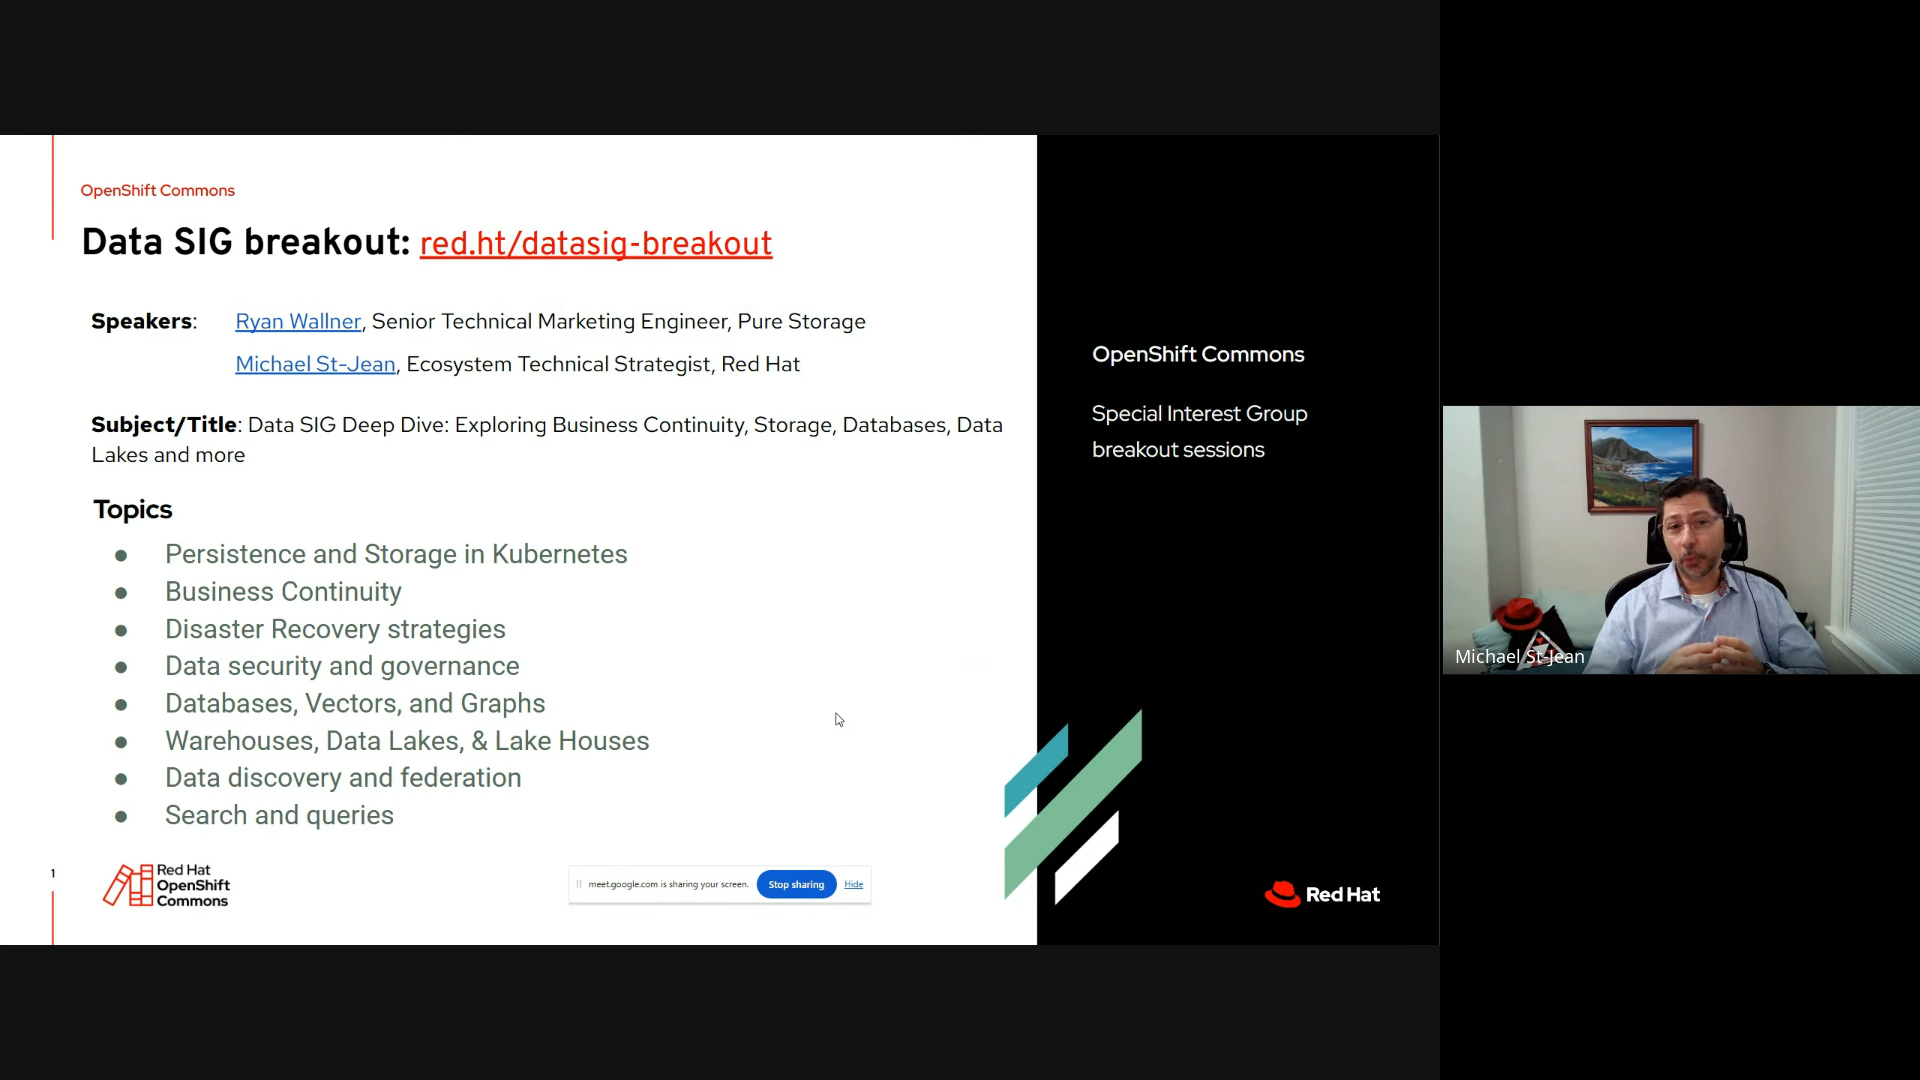 OpenShift Commons
Data SIG breakout: red.ht/datasig-breakout
Speakers: Ryan Wallner, Senior Technical Marketing Engineer, Pure Storage
Michael St-Jean, Ecosystem Technical Strategist, Red Hat
Subject/Title: Data SIG Deep Dive: Exploring Business Continuity, Storage, Databases, Data
Lakes and more
Topics
● Persistence and Storage in Kubernetes
● Business Continuity
● Disaster Recovery strategies
● Data security and governance
● Databases, Vectors, and Graphs
● Warehouses, Data Lakes, & Lake Houses
● Data discovery and federation
● Search and queries
1
Red Hat
OpenShift
Commons
meet.google.com is sharing your screen. Stop sharing Hide
OpenShift Commons
Special Interest Group
breakout sessions
Red Hat
Michael St-Jean